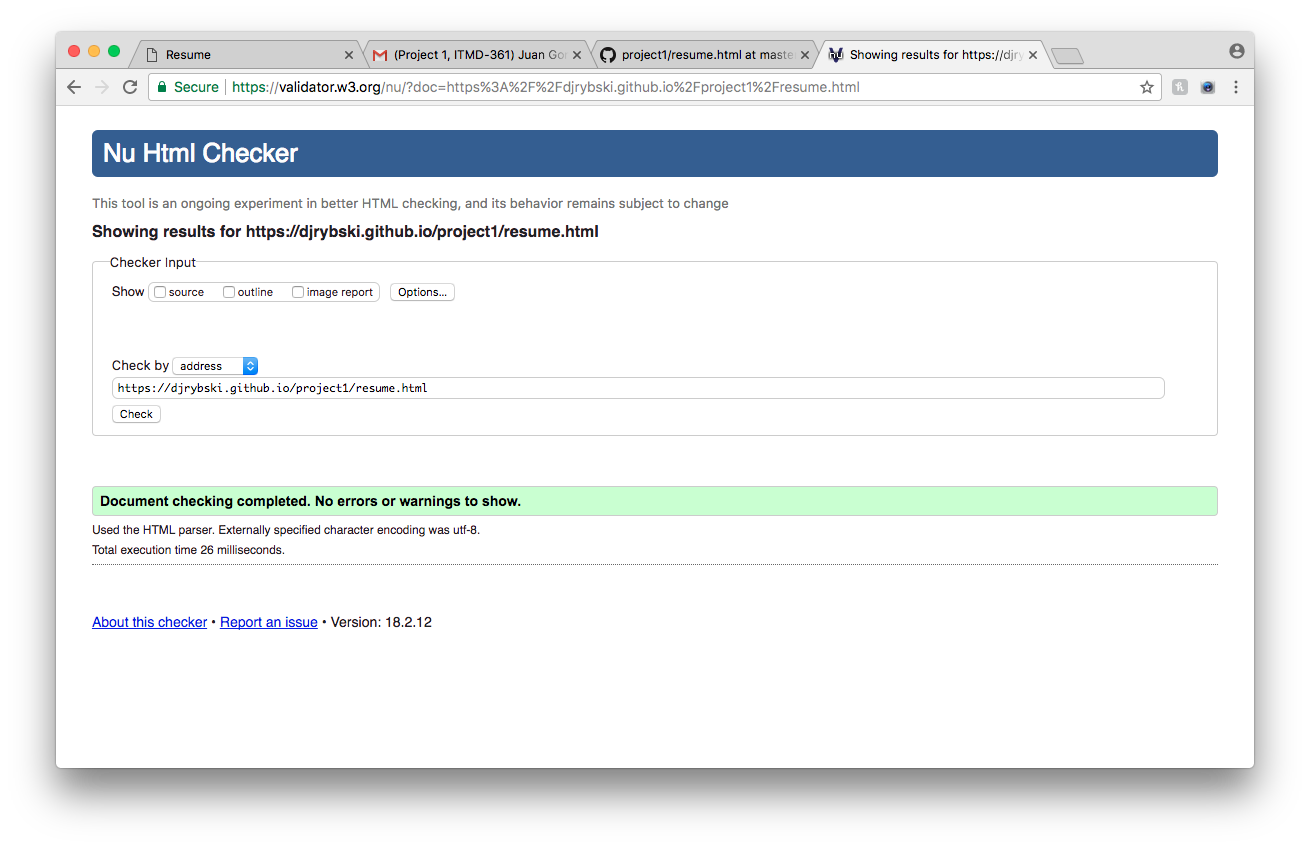 Resume
(Project 1, ITMD-361) Juan Go
project1/resume.html at maste
Showing results for https://djry
Secure https://validator.w3.org/nu/?doc=https%3A%2F%2Fdjrybski.github.io%2Fproject1%2Fresume.html
Nu Html Checker
This tool is an ongoing experiment in better HTML checking, and its behavior remains subject to change
Showing results for https://djrybski.github.io/project1/resume.html
Checker Input
Show source outline image report Options...
Check by address
https://djrybski.github.io/project1/resume.html
Check
Document checking completed. No errors or warnings to show.
Used the HTML parser. Externally specified character encoding was utf-8.
Total execution time 26 milliseconds.
About this checker • Report an issue • Version: 18.2.12